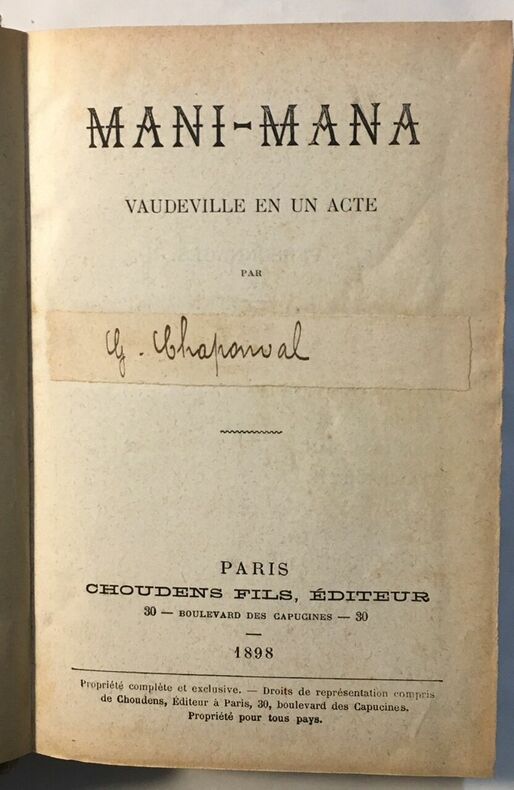 MANI-MANA
VAUDEVILLE EN UN ACTE
PAR
G. Chaponval
PARIS
CHOUDENS FILS, ÉDITEUR
30 — BOULEVARD DES CAPUCINES — 30
1898
Propriété complète et exclusive. — Droits de représentation compris
de Choudens, Éditeur à Paris, 30, boulevard des Capucines.
Propriété pour tous pays.